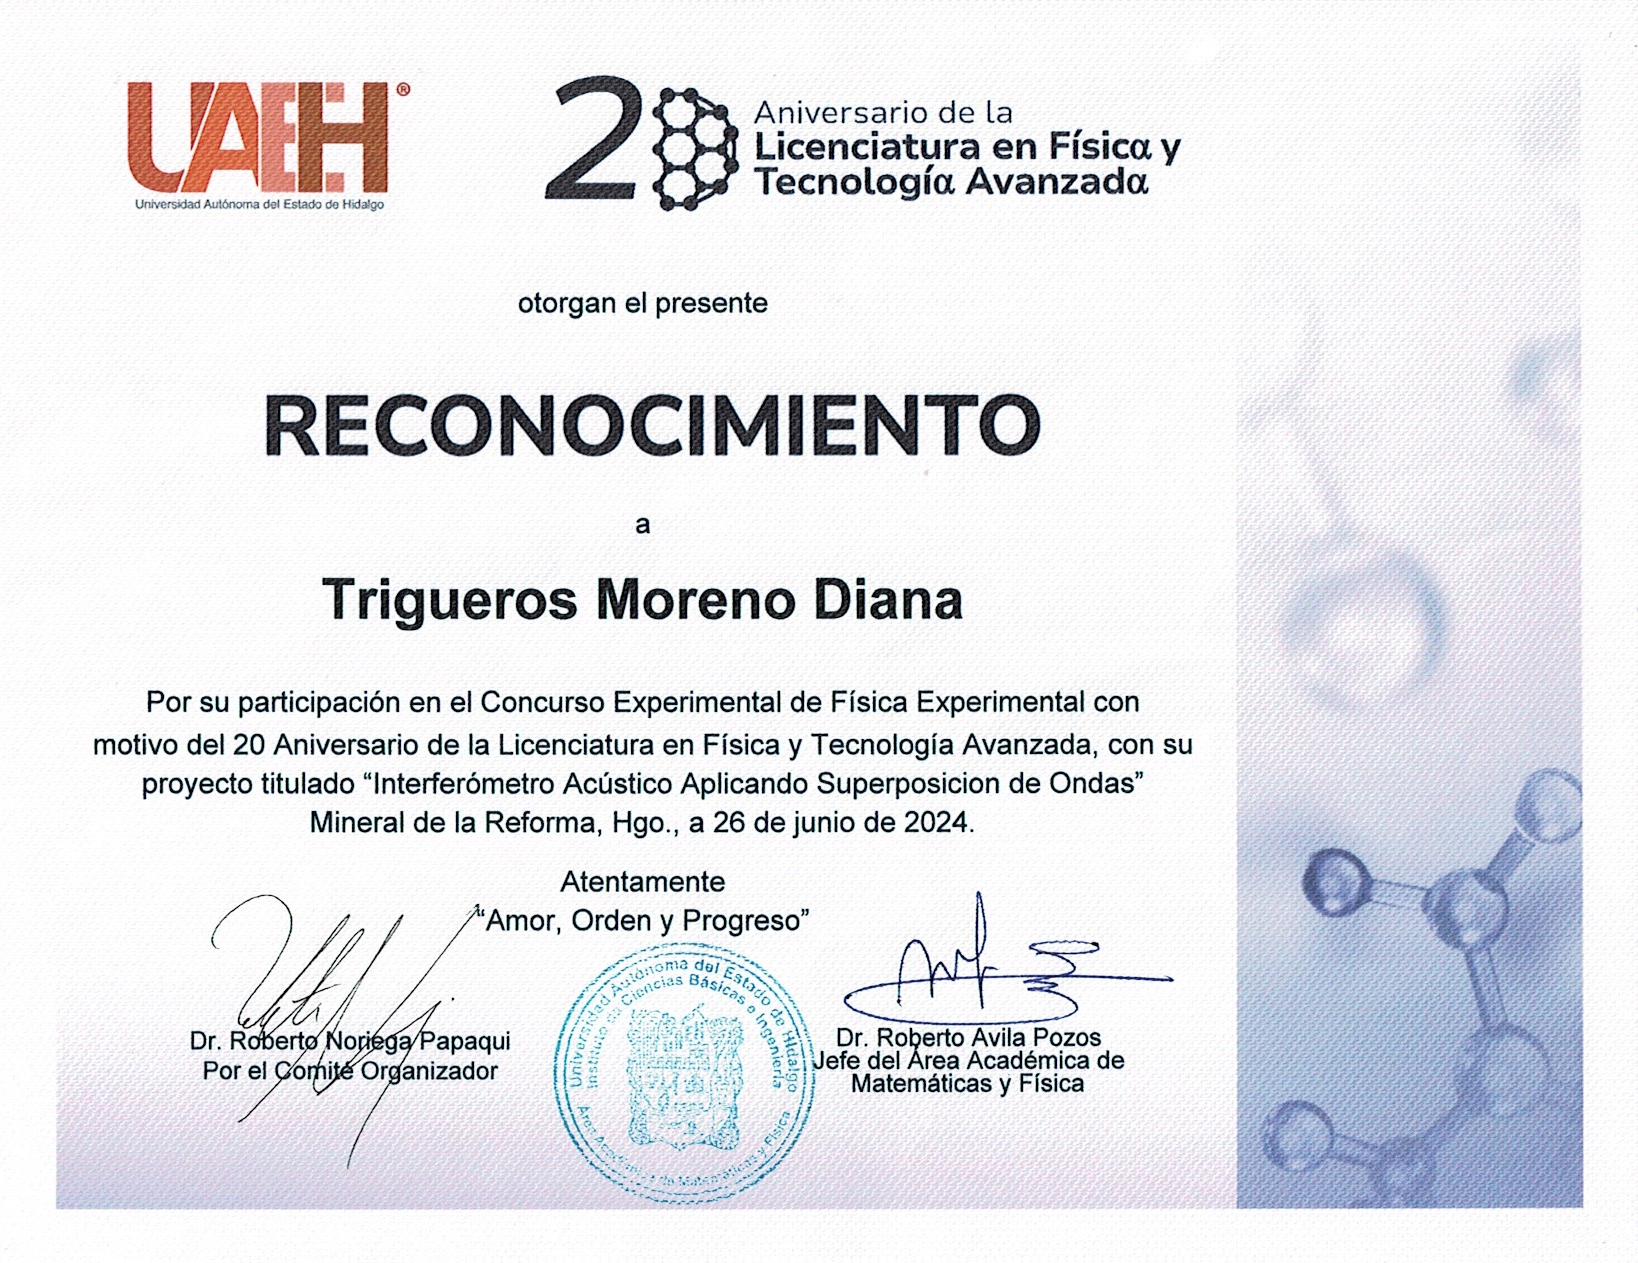 UAEH®
Universidad Autónoma del Estado de Hidalgo
20
Aniversario de la
Licenciatura en Física y
Tecnología Avanzada
otorgan el presente
RECONOCIMIENTO
a
Trigueros Moreno Diana
Por su participación en el Concurso Experimental de Física Experimental con
motivo del 20 Aniversario de la Licenciatura en Física y Tecnología Avanzada, con su
proyecto titulado “Interferómetro Acústico Aplicando Superposicion de Ondas”
Mineral de la Reforma, Hgo., a 26 de junio de 2024.
Atentamente
“Amor, Orden y Progreso”
Dr. Roberto Noriega Papaqui
Por el Comité Organizador
Universidad Autónoma del Estado de Hidalgo
Instituto de Ciencias Básicas e Ingeniería
Área Académica de Matemáticas y Física
Dr. Roberto Avila Pozos
Jefe del Área Académica de
Matemáticas y Física